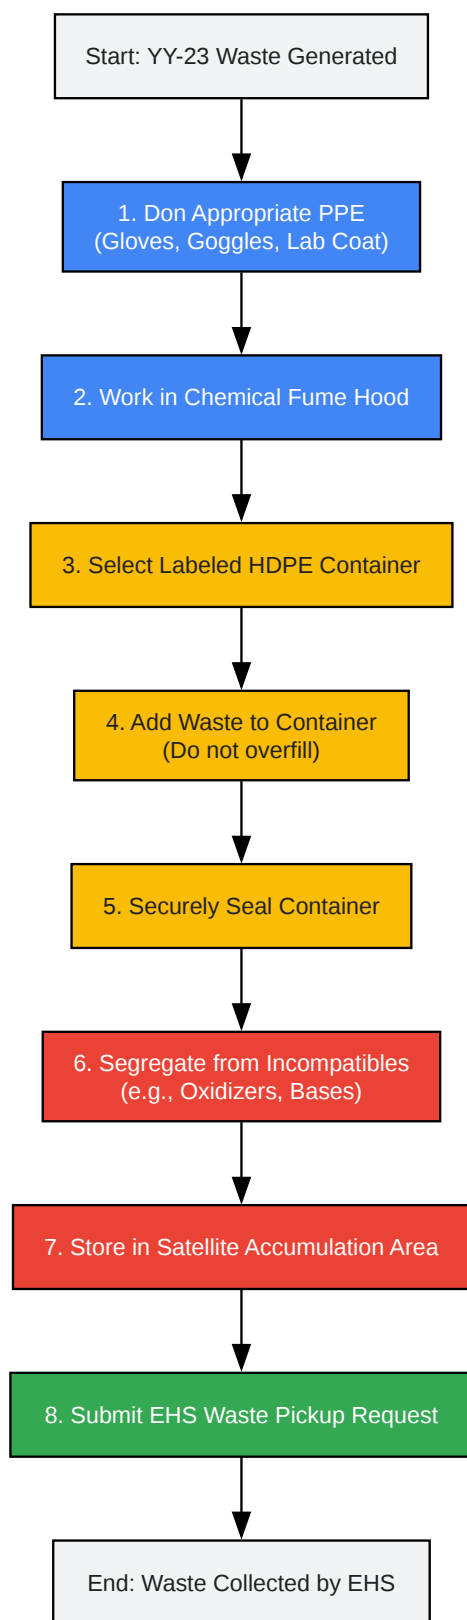 Start: YY-23 Waste Generated
1. Don Appropriate PPE
(Gloves, Goggles, Lab Coat)
2. Work in Chemical Fume Hood
3. Select Labeled HDPE Container
4. Add Waste to Container
(Do not overfill)
5. Securely Seal Container
6. Segregate from Incompatibles
(e.g., Oxidizers, Bases)
7. Store in Satellite Accumulation Area
8. Submit EHS Waste Pickup Request
End: Waste Collected by EHS